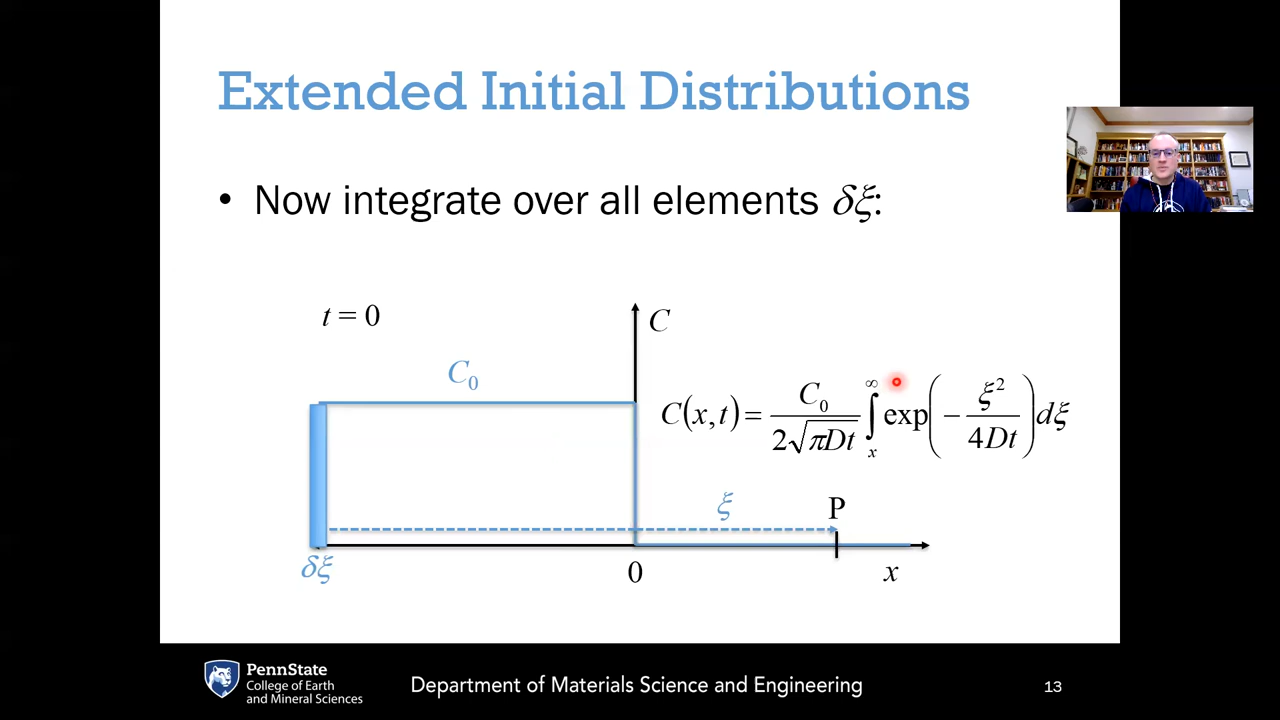 Extended Initial Distributions
• Now integrate over all elements δξ:
t = 0
C
C₀
C(x,t) = C₀ / 2√πDt ∫ₓ^∞ exp(− ξ² / 4Dt) dξ
ξ
P
δξ
0
x
PennState
College of Earth
and Mineral Sciences
Department of Materials Science and Engineering
13